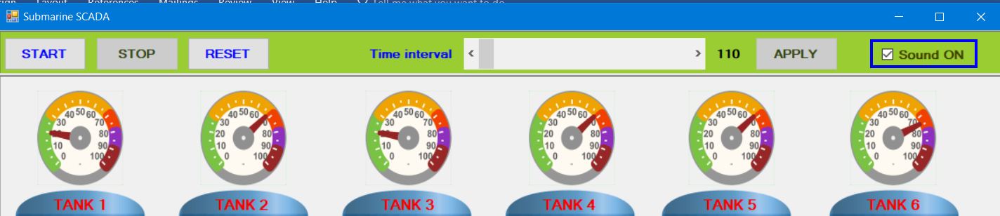 Layout References Mailings Review View Help Tell me what you want to do
Submarine SCADA
START STOP RESET Time interval < > 110 APPLY Sound ON
40 50 60 30 20 80 10 90 0 100
40 50 60 30 70 20 80 10 90 0 100
40 50 60 30 20 80 10 90 0 100
40 50 60 30 70 20 80 10 90 0 100
40 50 60 30 70 20 80 10 90 0 100
40 50 60 30 70 20 80 10 90 0 100
TANK 1 TANK 2 TANK 3 TANK 4 TANK 5 TANK 6